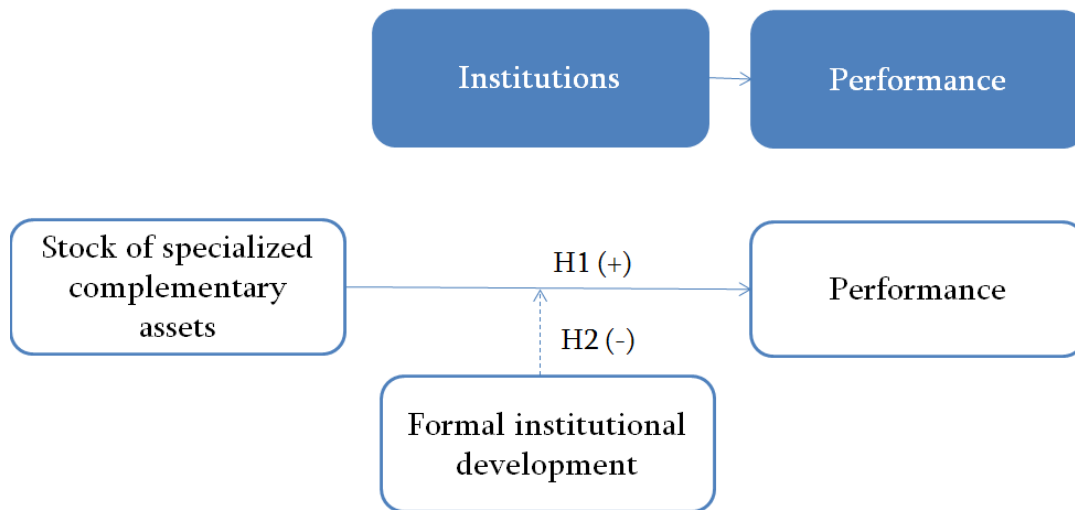 Institutions
Performance
Stock of specialized
complementary
assets
H1 (+)
Performance
H2 (-)
Formal institutional
development